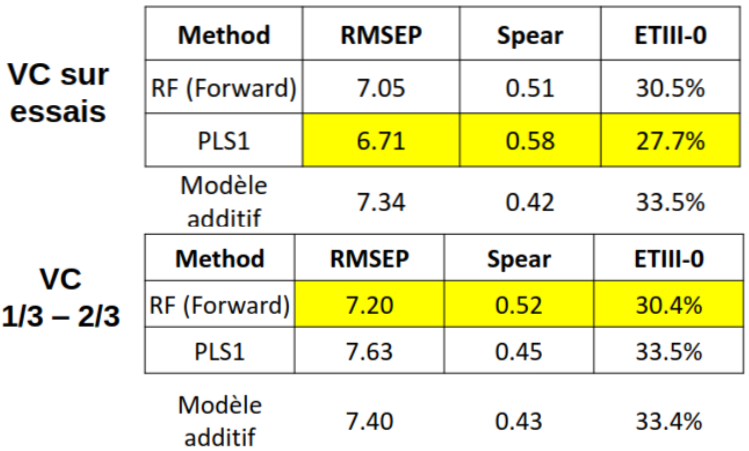 VC sur
essais
Method RMSEP Spear ETIII-0
RF (Forward) 7.05 0.51 30.5%
PLS1 6.71 0.58 27.7%
Modèle
additif 7.34 0.42 33.5%
VC
1/3 – 2/3
Method RMSEP Spear ETIII-0
RF (Forward) 7.20 0.52 30.4%
PLS1 7.63 0.45 33.5%
Modèle
additif 7.40 0.43 33.4%